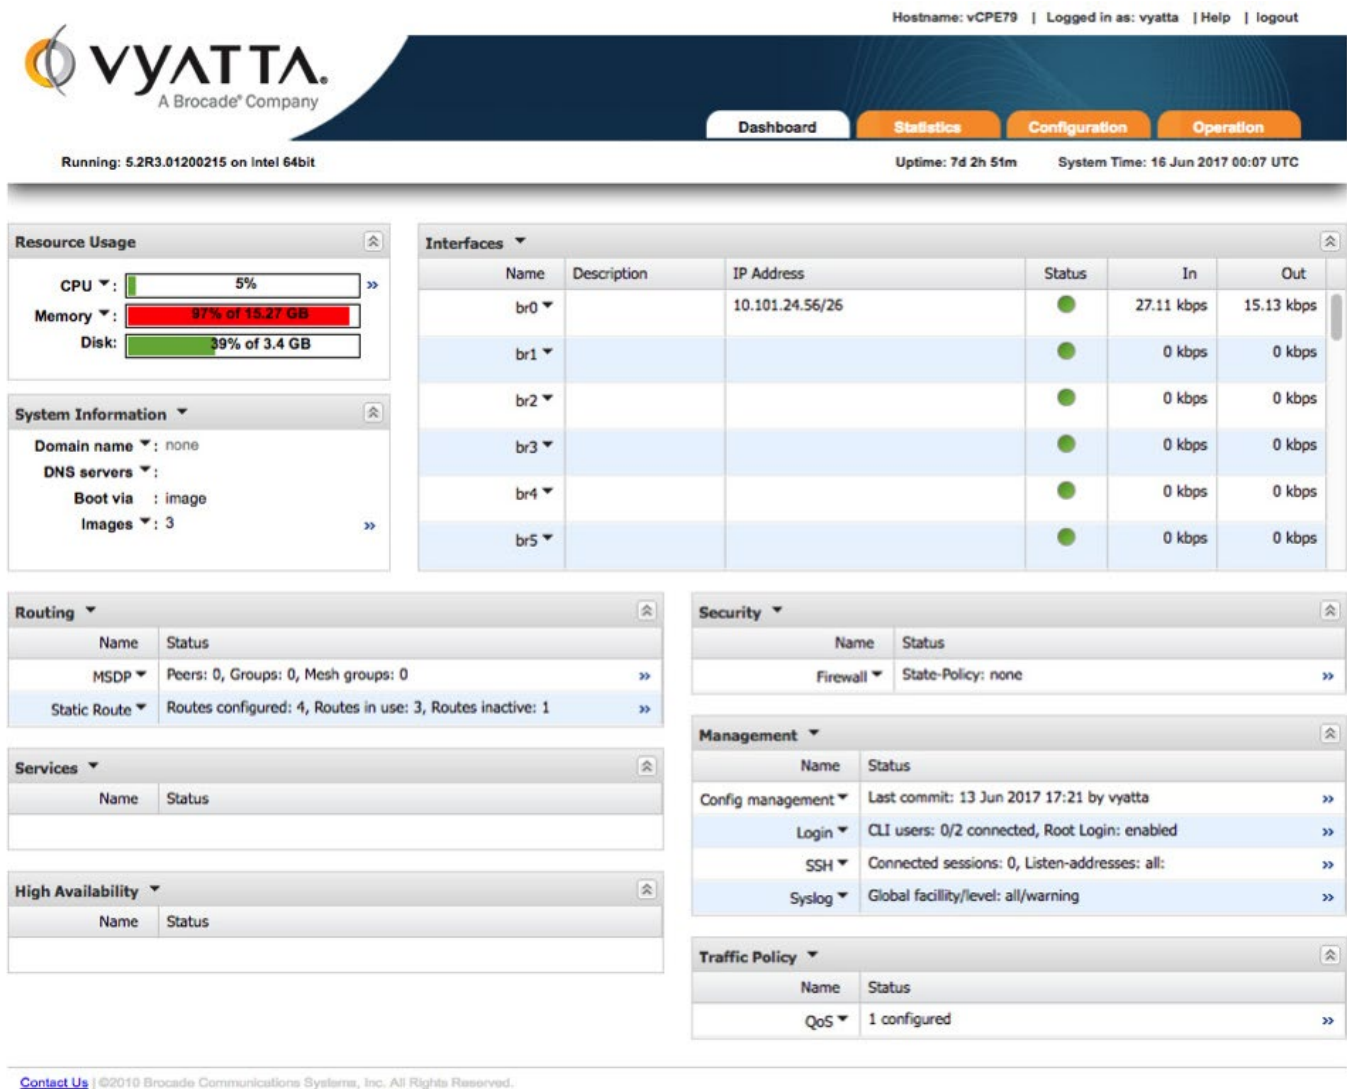 Hostname: vCPE79 | Logged in as: vyatta | Help | logout
VYATTA.
A Brocade® Company
Dashboard Statistics Configuration Operation
Running: 5.2R3.01200215 on Intel 64bit Uptime: 7d 2h 51m System Time: 16 Jun 2017 00:07 UTC
Resource Usage
CPU : 5% »
Memory : 97% of 15.27 GB
Disk: 39% of 3.4 GB
System Information
Domain name : none
DNS servers :
Boot via : image
Images : 3 »
Interfaces
Name Description IP Address Status In Out
br0 10.101.24.56/26 27.11 kbps 15.13 kbps
br1 0 kbps 0 kbps
br2 0 kbps 0 kbps
br3 0 kbps 0 kbps
br4 0 kbps 0 kbps
br5 0 kbps 0 kbps
Routing
Name Status
MSDP Peers: 0, Groups: 0, Mesh groups: 0 »
Static Route Routes configured: 4, Routes in use: 3, Routes inactive: 1 »
Services
Name Status
High Availability
Name Status
Security
Name Status
Firewall State-Policy: none »
Management
Name Status
Config management Last commit: 13 Jun 2017 17:21 by vyatta »
Login CLI users: 0/2 connected, Root Login: enabled »
SSH Connected sessions: 0, Listen-addresses: all: »
Syslog Global facillity/level: all/warning »
Traffic Policy
Name Status
QoS 1 configured »
Contact Us | ©2010 Brocade Communications Systems, Inc. All Rights Reserved.